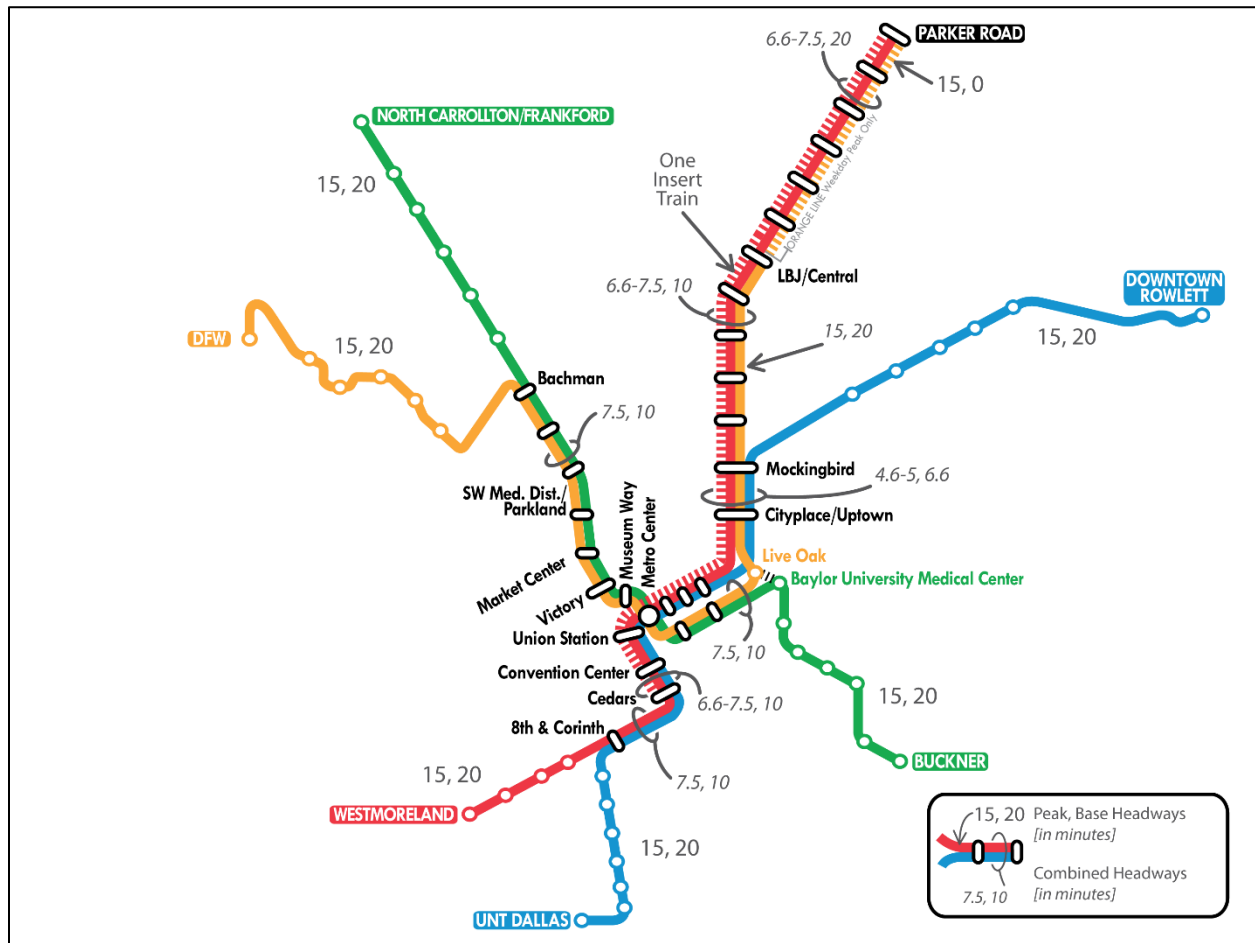 PARKER ROAD
6.6-7.5, 20
15, 0
NORTH CARROLLTON/FRANKFORD
15, 20
One
Insert
Train
ORANGE LINE Weekday Peak Only
LBJ/Central
6.6-7.5, 10
DOWNTOWN
ROWLETT
15, 20
15, 20
DFW
15, 20
Bachman
7.5, 10
Mockingbird
4.6-5, 6.6
SW Med. Dist./
Parkland
Cityplace/Uptown
Museum Way
Metro Center
Market Center
Victory
Live Oak
Baylor University Medical Center
Union Station
7.5, 10
Convention Center
Cedars
6.6-7.5, 10
15, 20
8th & Corinth
7.5, 10
BUCKNER
15, 20
WESTMORELAND
15, 20
UNT DALLAS
15, 20 Peak, Base Headways
[in minutes]
Combined Headways
7.5, 10 [in minutes]